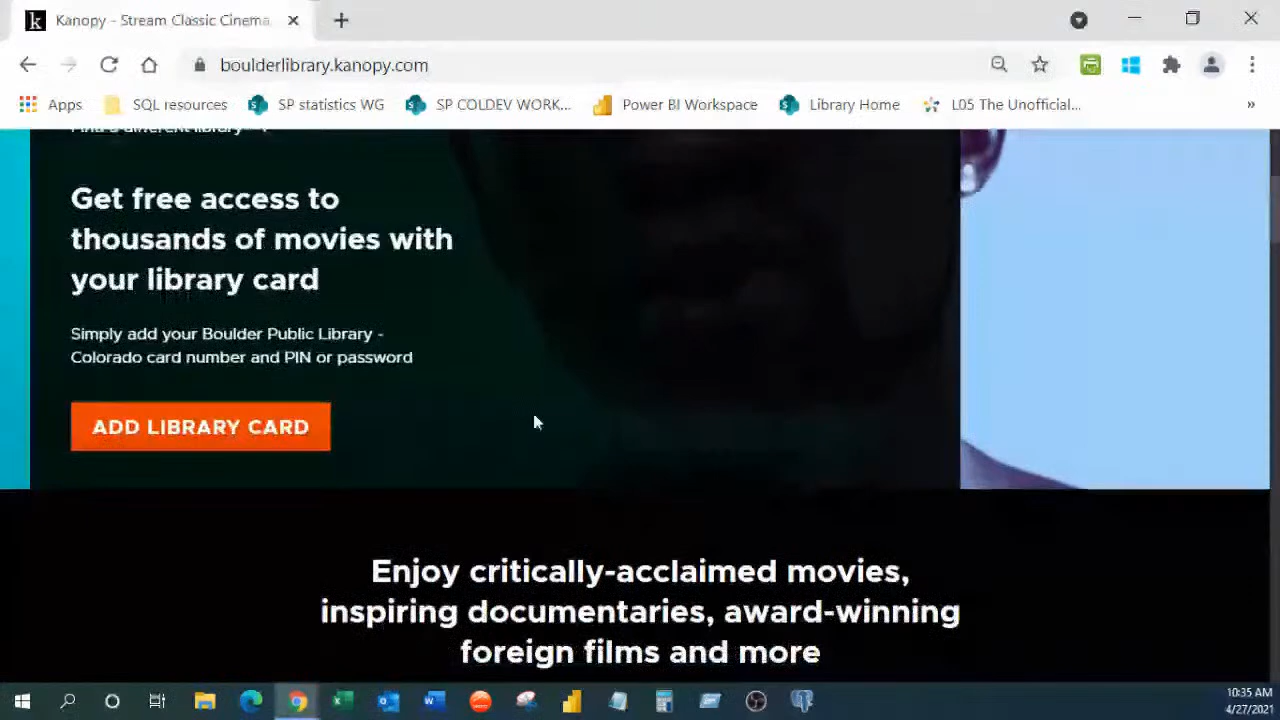 k Kanopy - Stream Classic Cinema
boulderlibrary.kanopy.com
Apps SQL resources SP statistics WG SP COLDEV WORK... Power BI Workspace Library Home L05 The Unofficial... »
Find a different library
Get free access to
thousands of movies with
your library card
Simply add your Boulder Public Library -
Colorado card number and PIN or password
ADD LIBRARY CARD
Enjoy critically-acclaimed movies,
inspiring documentaries, award-winning
foreign films and more
10:35 AM
4/27/2021